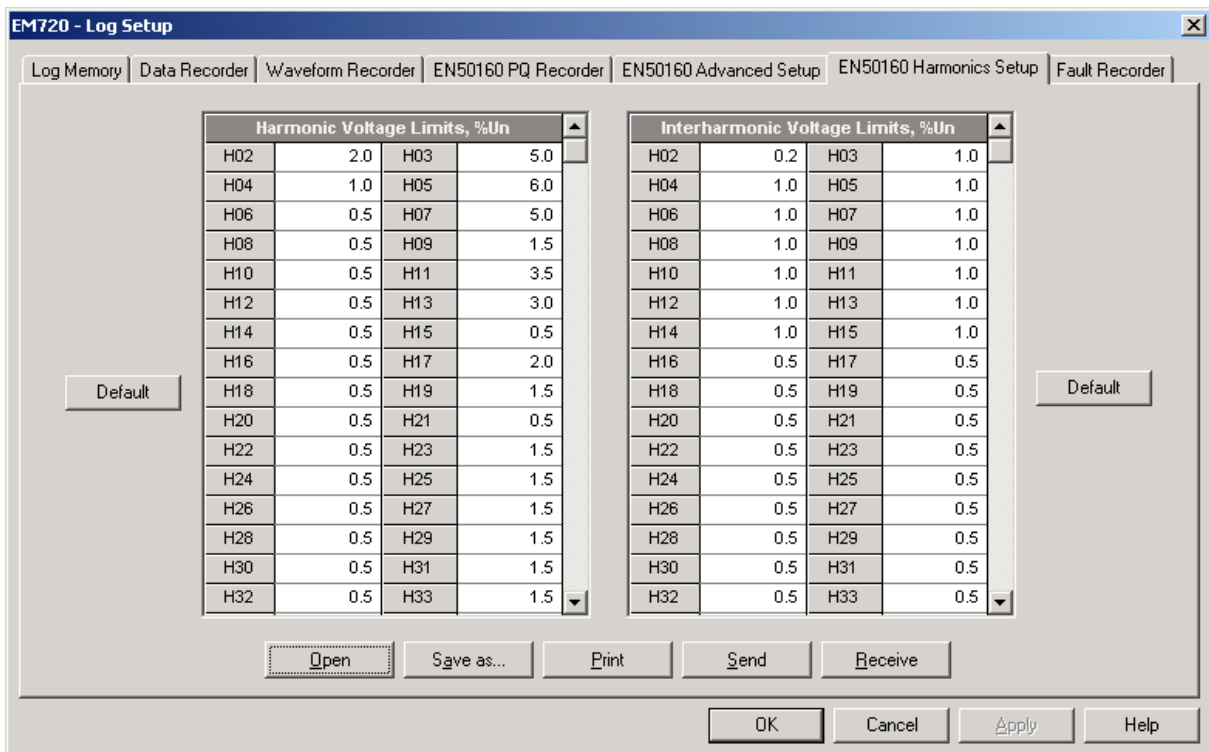 EM720 - Log Setup
Log Memory Data Recorder Waveform Recorder EN50160 PQ Recorder EN50160 Advanced Setup EN50160 Harmonics Setup Fault Recorder
Harmonic Voltage Limits, %Un
H02 2.0 H03 5.0
H04 1.0 H05 6.0
H06 0.5 H07 5.0
H08 0.5 H09 1.5
H10 0.5 H11 3.5
H12 0.5 H13 3.0
H14 0.5 H15 0.5
H16 0.5 H17 2.0
H18 0.5 H19 1.5
H20 0.5 H21 0.5
H22 0.5 H23 1.5
H24 0.5 H25 1.5
H26 0.5 H27 1.5
H28 0.5 H29 1.5
H30 0.5 H31 1.5
H32 0.5 H33 1.5
Default
Interharmonic Voltage Limits, %Un
H02 0.2 H03 1.0
H04 1.0 H05 1.0
H06 1.0 H07 1.0
H08 1.0 H09 1.0
H10 1.0 H11 1.0
H12 1.0 H13 1.0
H14 1.0 H15 1.0
H16 0.5 H17 0.5
H18 0.5 H19 0.5
H20 0.5 H21 0.5
H22 0.5 H23 0.5
H24 0.5 H25 0.5
H26 0.5 H27 0.5
H28 0.5 H29 0.5
H30 0.5 H31 0.5
H32 0.5 H33 0.5
Default
Open Save as... Print Send Receive
OK Cancel Apply Help